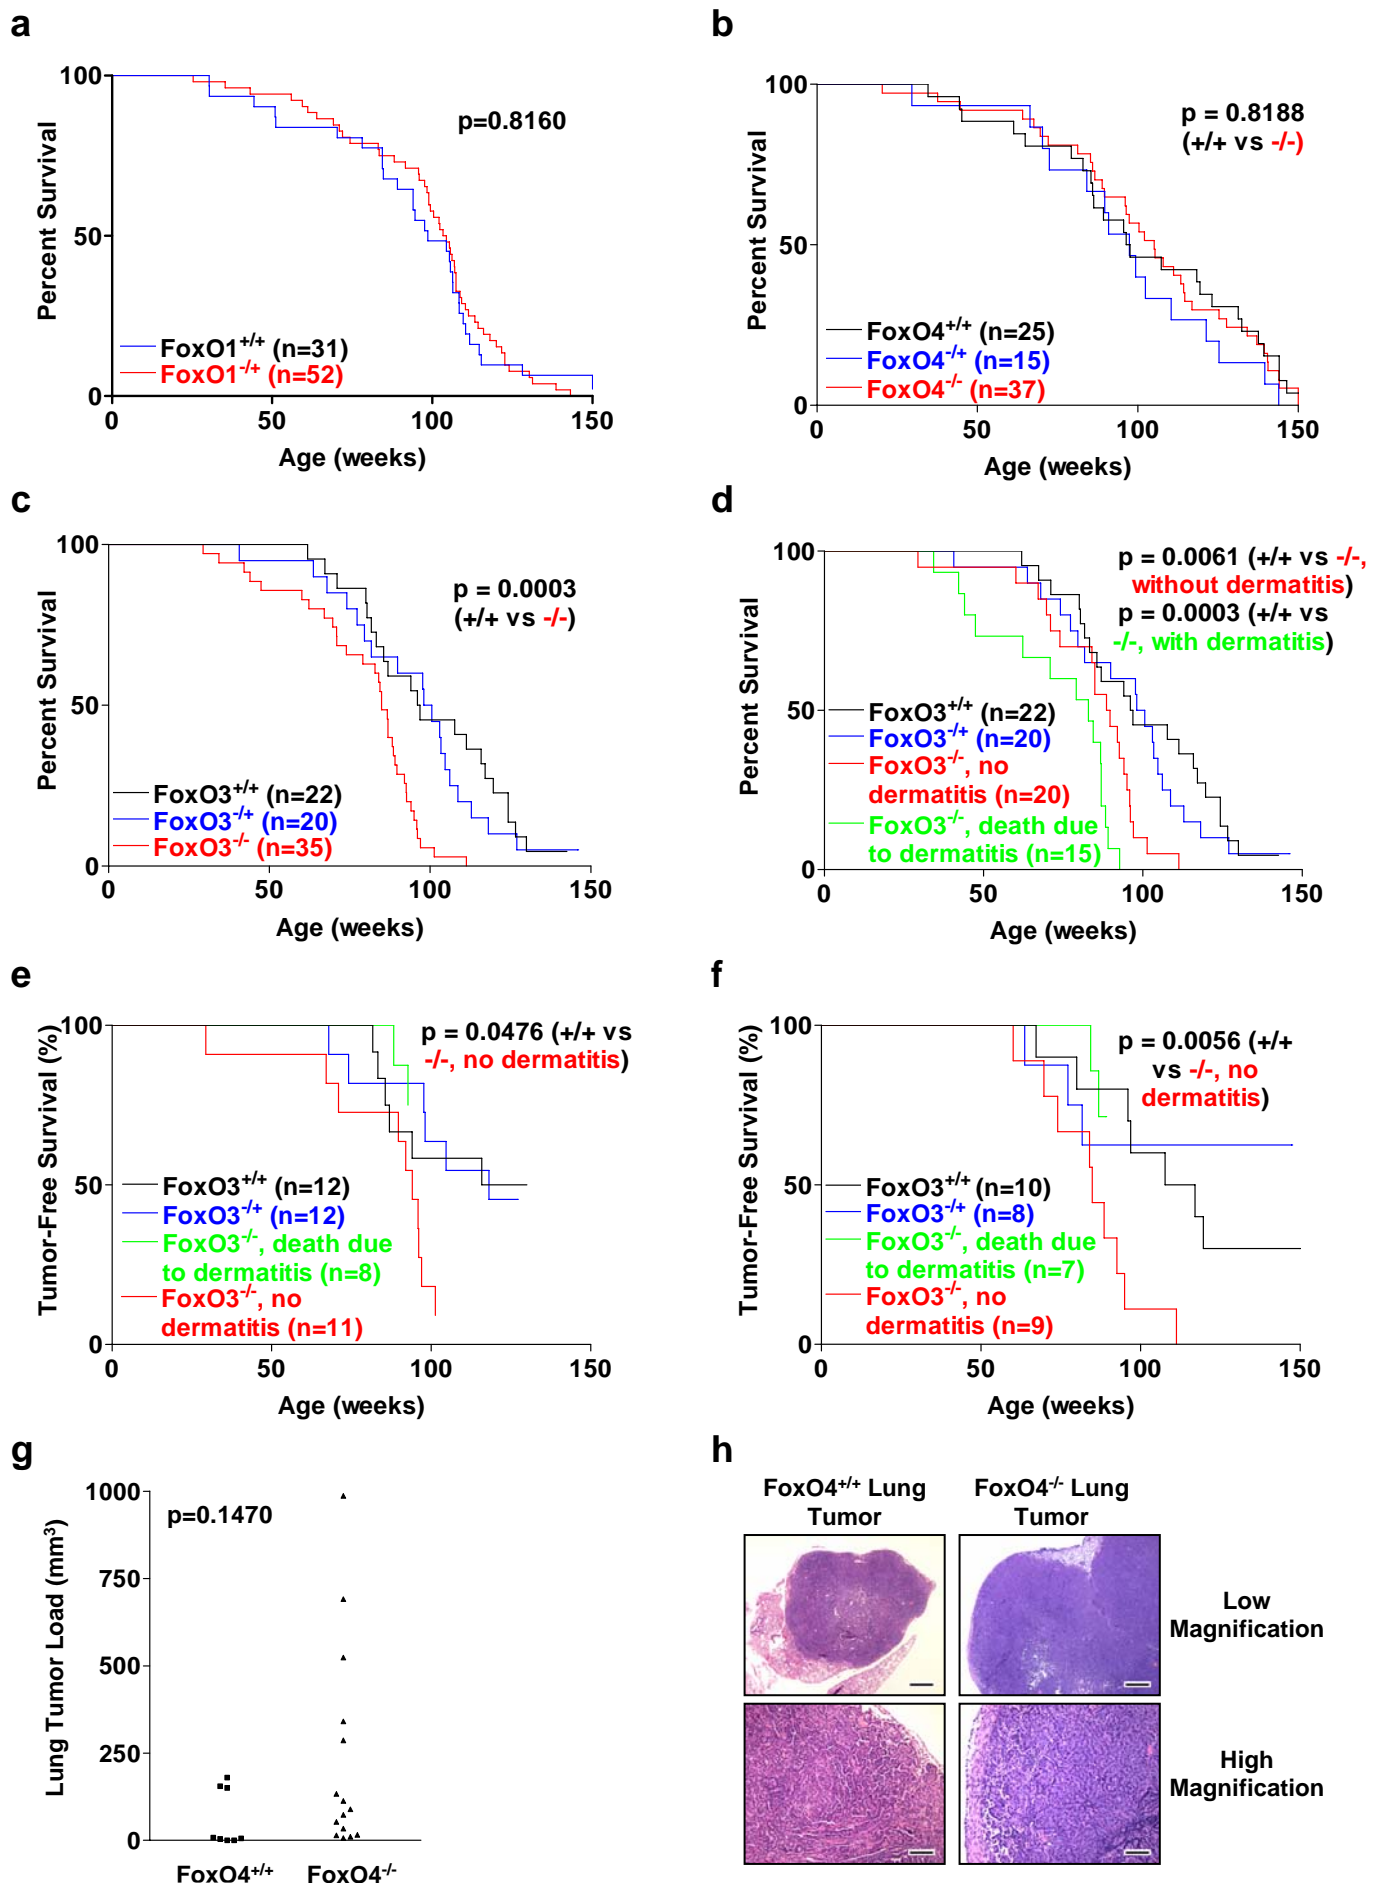 a
100
50
0
Percent Survival
p=0.8160
FoxO1+/+ (n=31)
FoxO1-/+ (n=52)
0 50 100 150
Age (weeks)
b
100
50
0
Percent Survival
p = 0.8188
(+/+ vs -/-)
FoxO4+/+ (n=25)
FoxO4-/+ (n=15)
FoxO4-/- (n=37)
0 50 100 150
Age (weeks)
c
100
50
0
Percent Survival
p = 0.0003
(+/+ vs -/-)
FoxO3+/+ (n=22)
FoxO3-/+ (n=20)
FoxO3-/- (n=35)
0 50 100 150
Age (weeks)
d
100
50
0
Percent Survival
p = 0.0061 (+/+ vs -/-,
without dermatitis)
p = 0.0003 (+/+ vs
-/-, with dermatitis)
FoxO3+/+ (n=22)
FoxO3-/+ (n=20)
FoxO3-/-, no
dermatitis (n=20)
FoxO3-/-, death due
to dermatitis (n=15)
0 50 100 150
Age (weeks)
e
100
50
0
Tumor-Free Survival (%)
p = 0.0476 (+/+ vs
-/-, no dermatitis)
FoxO3+/+ (n=12)
FoxO3-/+ (n=12)
FoxO3-/-, death due
to dermatitis (n=8)
FoxO3-/-, no
dermatitis (n=11)
0 50 100 150
Age (weeks)
f
100
50
0
Tumor-Free Survival (%)
p = 0.0056 (+/+
vs -/-, no
dermatitis)
FoxO3+/+ (n=10)
FoxO3-/+ (n=8)
FoxO3-/-, death due
to dermatitis (n=7)
FoxO3-/-, no
dermatitis (n=9)
0 50 100 150
Age (weeks)
g
1000
750
500
250
0
Lung Tumor Load (mm3)
p=0.1470
FoxO4+/+ FoxO4-/-
h
FoxO4+/+ Lung
Tumor
FoxO4-/- Lung
Tumor
Low
Magnification
High
Magnification